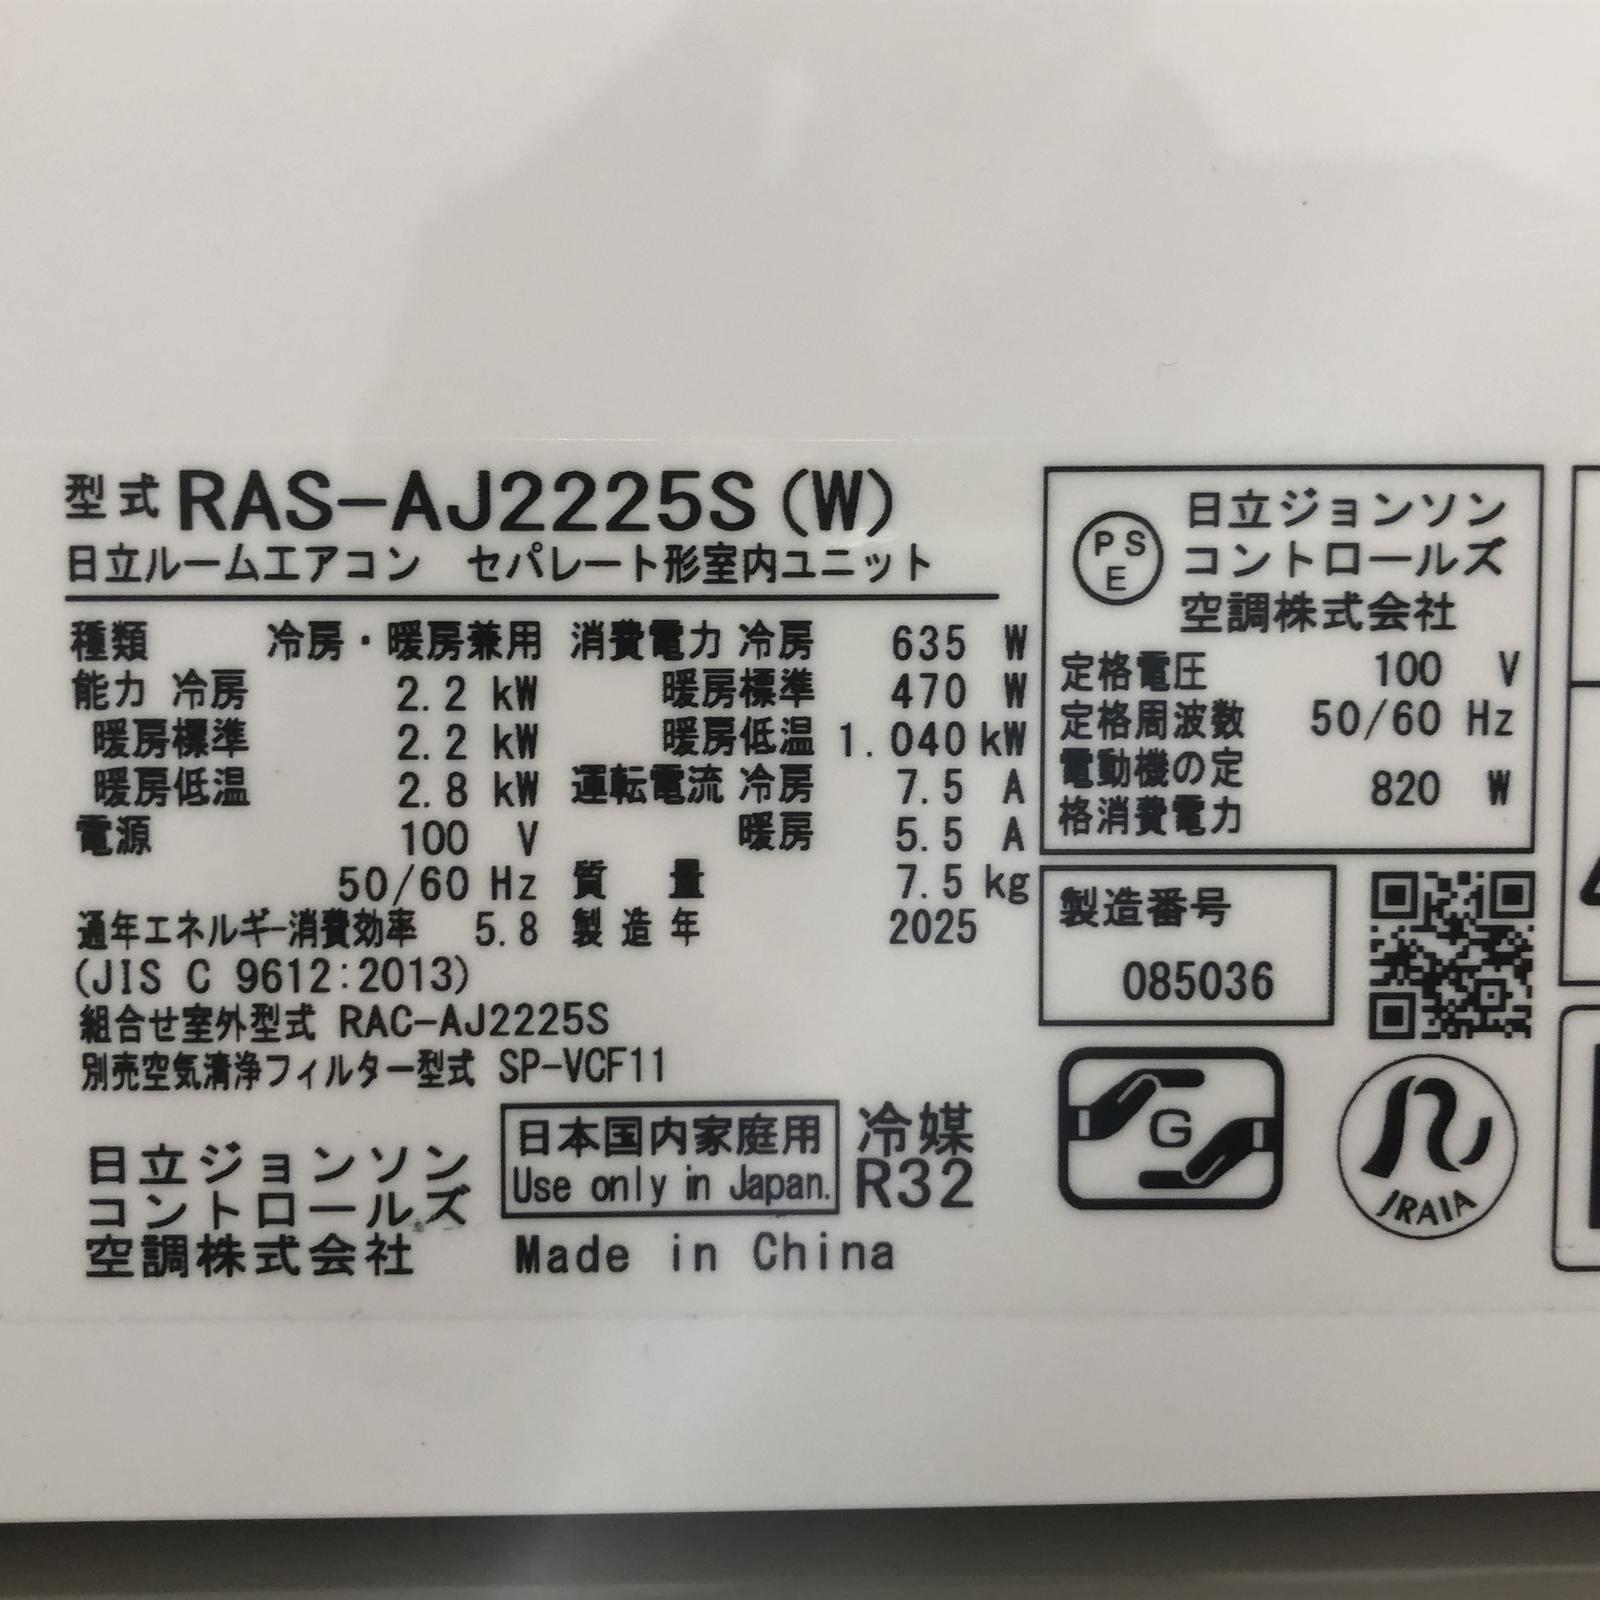 型式 RAS-AJ2225S(W)
日立ルームエアコン セパレート形室内ユニット
種類 冷房・暖房兼用
能力 冷房 2.2 kW
暖房標準 2.2 kW
暖房低温 2.8 kW
電源 100 V
50/60 Hz
通年エネルギー消費効率 5.8
(JIS C 9612:2013)
組合せ室外型式 RAC-AJ2225S
別売空気清浄フィルター型式 SP-VCF11
消費電力 冷房 635 W
暖房標準 470 W
暖房低温 1.040 kW
運転電流 冷房 7.5 A
暖房 5.5 A
質量 7.5 kg
製造年 2025
日立ジョンソン
コントロールズ
空調株式会社
日本国内家庭用
Use only in Japan.
冷媒
R32
Made in China
PS
E
日立ジョンソン
コントロールズ
空調株式会社
定格電圧 100 V
定格周波数 50/60 Hz
電動機の定
格消費電力 820 W
製造番号
085036
G
JRAIA